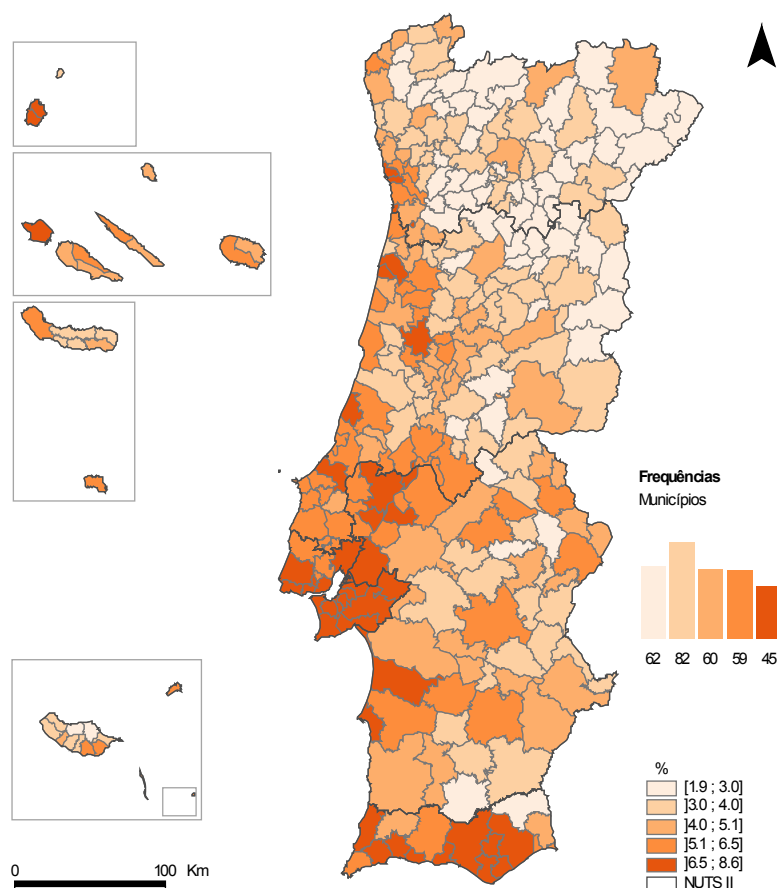 Frequências
Municípios
62 82 60 59 45
%
[1.9 ; 3.0]
]3.0 ; 4.0]
]4.0 ; 5.1]
]5.1 ; 6.5]
]6.5 ; 8.6]
NUTS II
0 100 Km